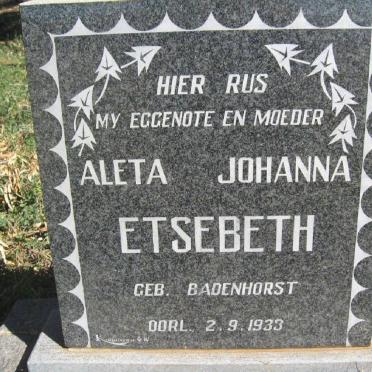 HIER RUS
MY EGGENOTE EN MOEDER
ALETA JOHANNA
ETSEBETH
GEB. BADENHORST
OORL. 2.9.1933